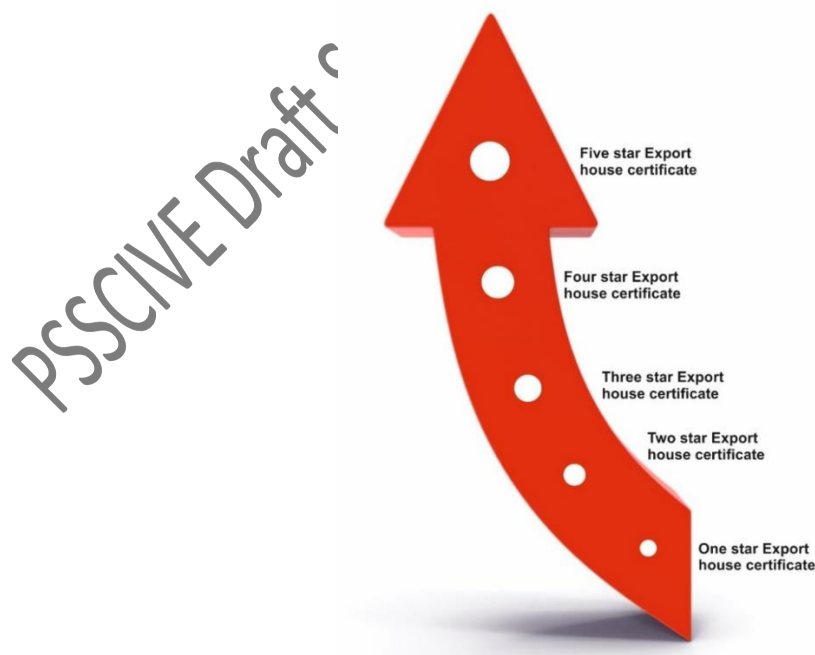 PSSCIVE Draft
Five star Export
house certificate
Four star Export
house certificate
Three star Export
house certificate
Two star Export
house certificate
One star Export
house certificate